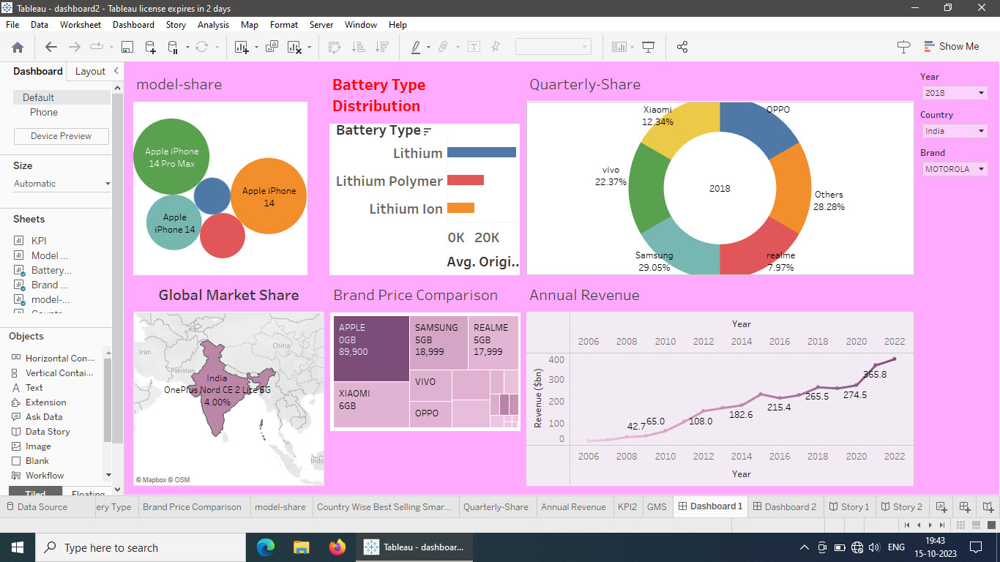 Tableau - dashboard2 - Tableau license expires in 2 days
File Data Worksheet Dashboard Story Analysis Map Format Server Window Help
Show Me
Dashboard Layout
Default
Phone
Device Preview
Size
Automatic
Sheets
KPI
Model ...
Battery...
Brand ...
model-...
Objects
Horizontal Con...
Vertical Contai...
Text
Extension
Ask Data
Data Story
Image
Blank
Workflow
Tiled Floating
model-share
Apple iPhone
14 Pro Max
Apple iPhone
14
Apple
iPhone 14
Battery Type
Distribution
Battery Type
Lithium
Lithium Polymer
Lithium Ion
0K 20K
Avg. Origi..
Quarterly-Share
Xiaomi
12.34%
OPPO
vivo
22.37%
2018
Others
28.28%
Samsung
29.05%
realme
7.97%
Year
2018
Country
India
Brand
MOTOROLA
Global Market Share
Iran
China
Pakistan
India
OnePlus Nord CE 2 Lite 5G
4.00%
Indo
© Mapbox © OSM
Brand Price Comparison
APPLE
0GB
89,900
SAMSUNG
5GB
18,999
REALME
5GB
17,999
XIAOMI
6GB
VIVO
OPPO
Annual Revenue
Year
2006 2008 2010 2012 2014 2016 2018 2020 2022
Revenue ($bn)
400
300
200
100
0
42.7
65.0
108.0
182.6
215.4
265.5
274.5
365.8
2006 2008 2010 2012 2014 2016 2018 2020 2022
Year
Data Source ery Type Brand Price Comparison model-share Country Wise Best Selling Smar... Quarterly-Share Annual Revenue KPI2 GMS Dashboard 1 Dashboard 2 Story 1 Story 2
Type here to search
Tableau - dashboar...
ENG
19:43
15-10-2023